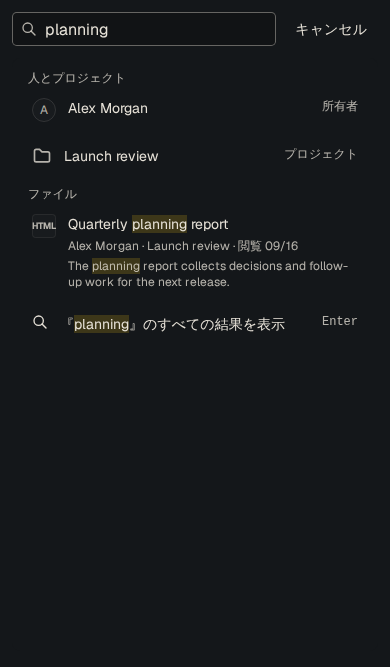 planning
キャンセル
人とプロジェクト
A
Alex Morgan
所有者
Launch review
プロジェクト
ファイル
HTML
Quarterly planning report
Alex Morgan · Launch review · 閲覧 09/16
The planning report collects decisions and follow-
up work for the next release.
『planning』のすべての結果を表示
Enter